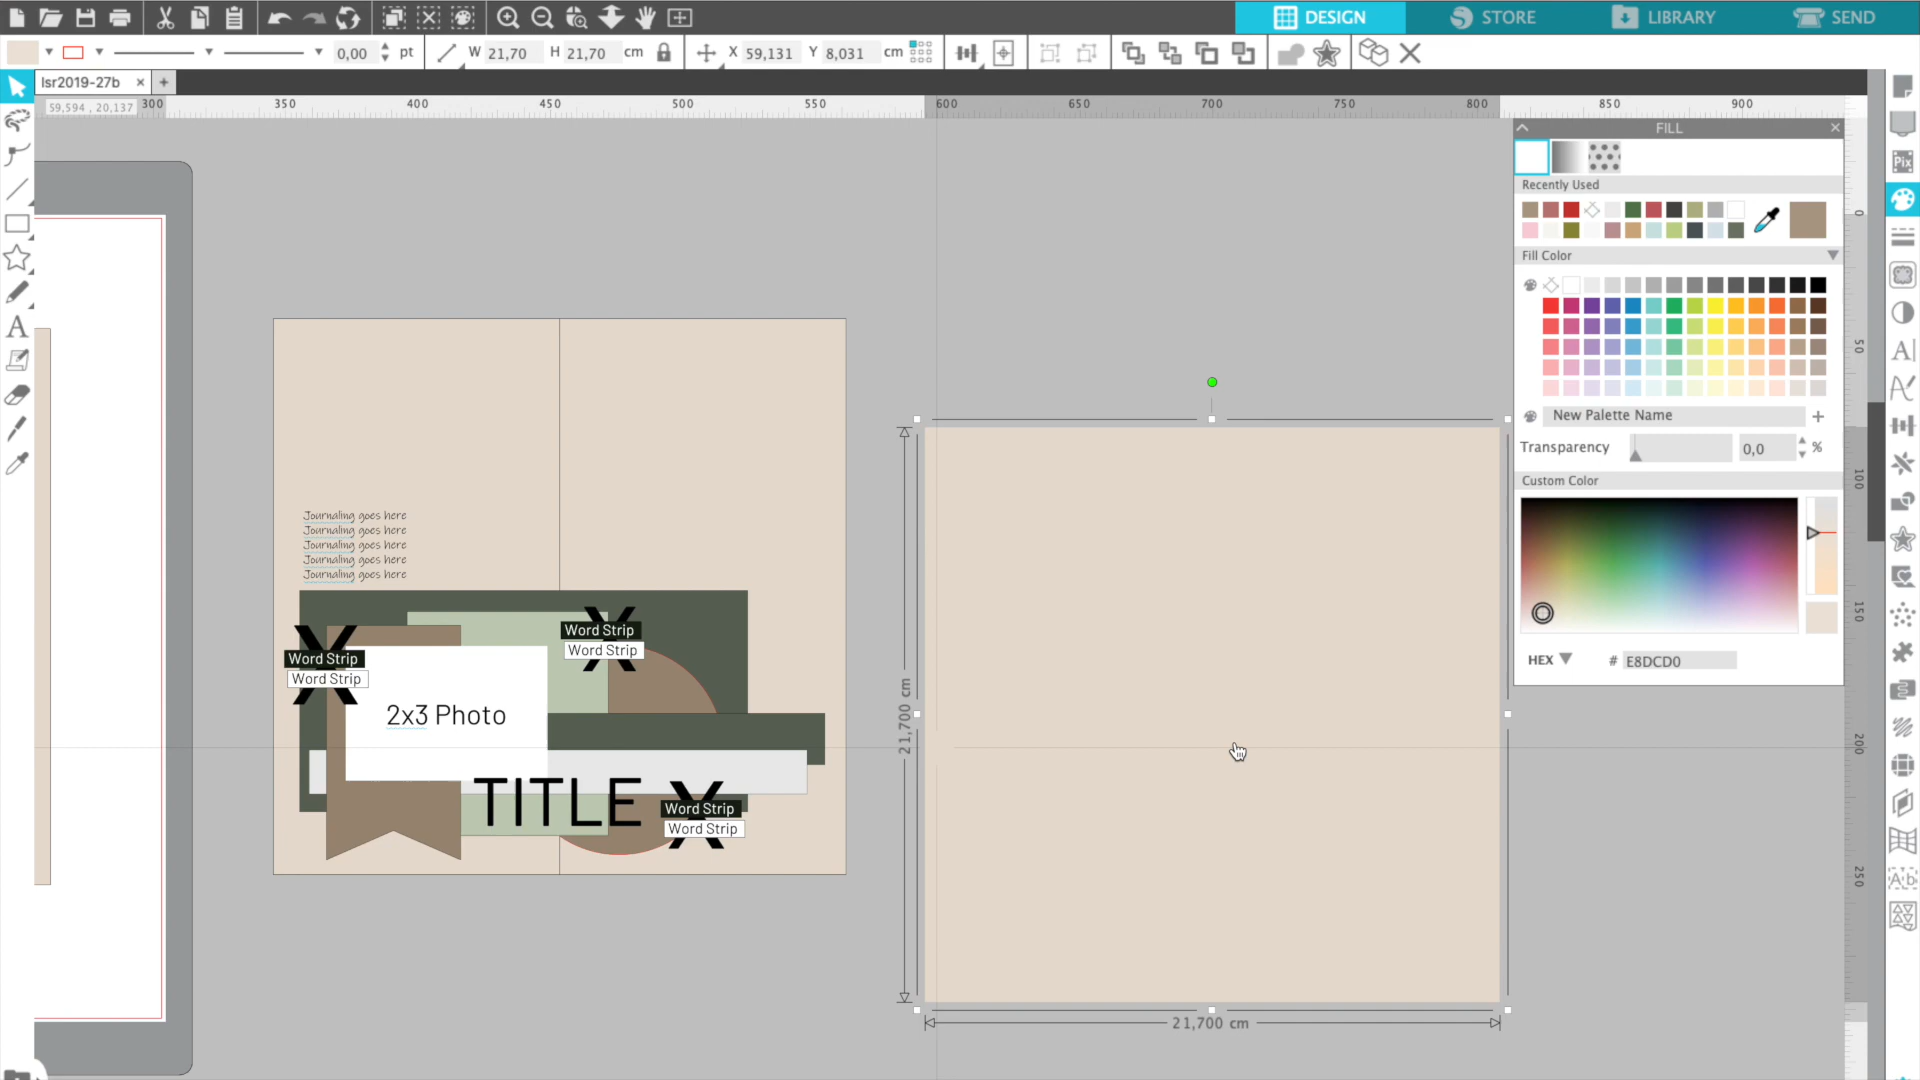 DESIGN
STORE
LIBRARY
SEND
0,00 pt
W 21,70 H 21,70 cm
X 59,131 Y 8,031 cm
lsr2019-27b
59,594 , 20,137
300 350 400 450 500 550 600 650 700 750 800 850 900
FILL
Pix
Recently Used
0
Fill Color
50
New Palette Name
Transparency 0,0 %
100
Custom Color
HEX # E8DCD0
150
200
250
Journaling goes here
Journaling goes here
Journaling goes here
Journaling goes here
Journaling goes here
X
Word Strip
Word Strip
X
Word Strip
Word Strip
2x3 Photo
TITLE
X
Word Strip
Word Strip
21,700 cm
21,700 cm
A
A
A
A|b